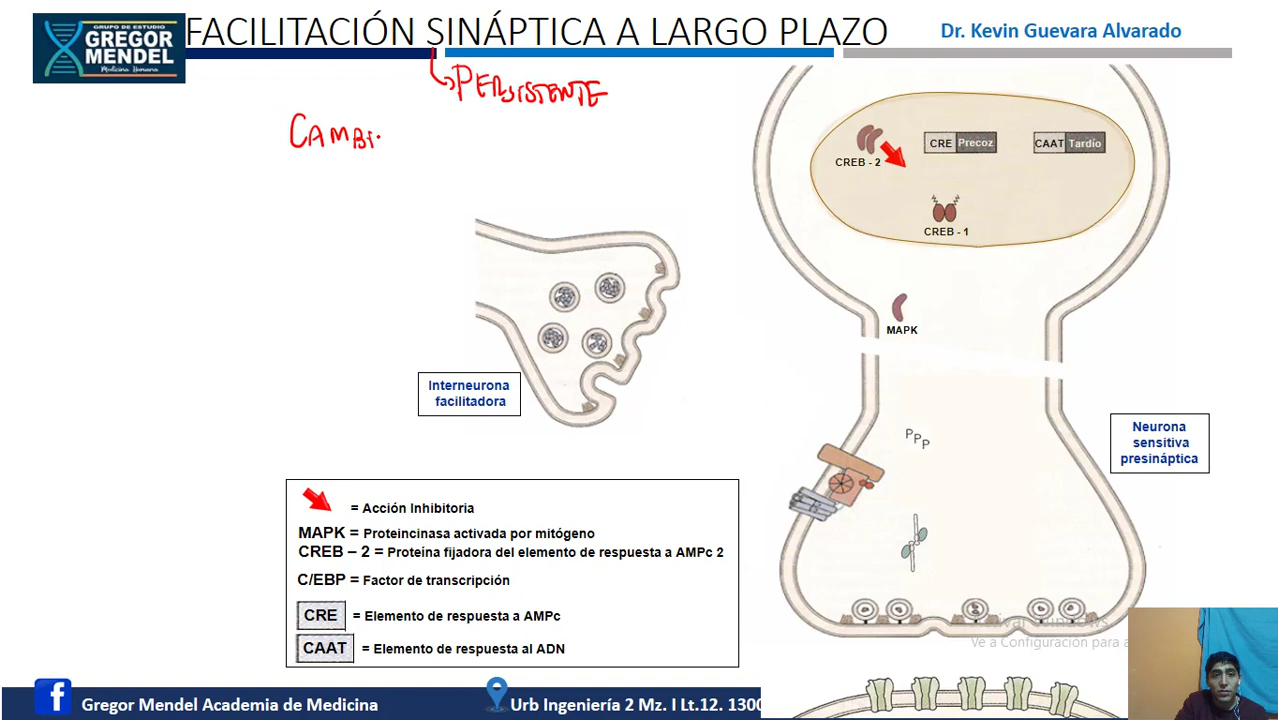 GRUPO DE ESTUDIO
GREGOR
MENDEL
Medicina Humana
FACILITACIÓN SINÁPTICA A LARGO PLAZO
Dr. Kevin Guevara Alvarado
PERSISTENTE
CAMBI
CREB - 2
CRE Precoz
CAAT Tardío
CREB - 1
MAPK
Interneurona
facilitadora
P P P
Neurona
sensitiva
presináptica
= Acción Inhibitoria
MAPK = Proteincinasa activada por mitógeno
CREB – 2 = Proteína fijadora del elemento de respuesta a AMPc 2
C/EBP = Factor de transcripción
CRE = Elemento de respuesta a AMPc
CAAT = Elemento de respuesta al ADN
Ve a Configuración para a
Gregor Mendel Academia de Medicina
Urb Ingeniería 2 Mz. I Lt.12. 1300